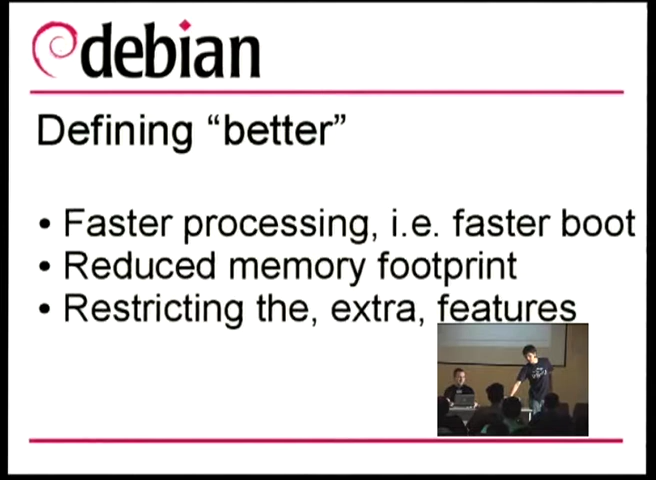 debian
Defining “better”
• Faster processing, i.e. faster boot
• Reduced memory footprint
• Restricting the, extra, features